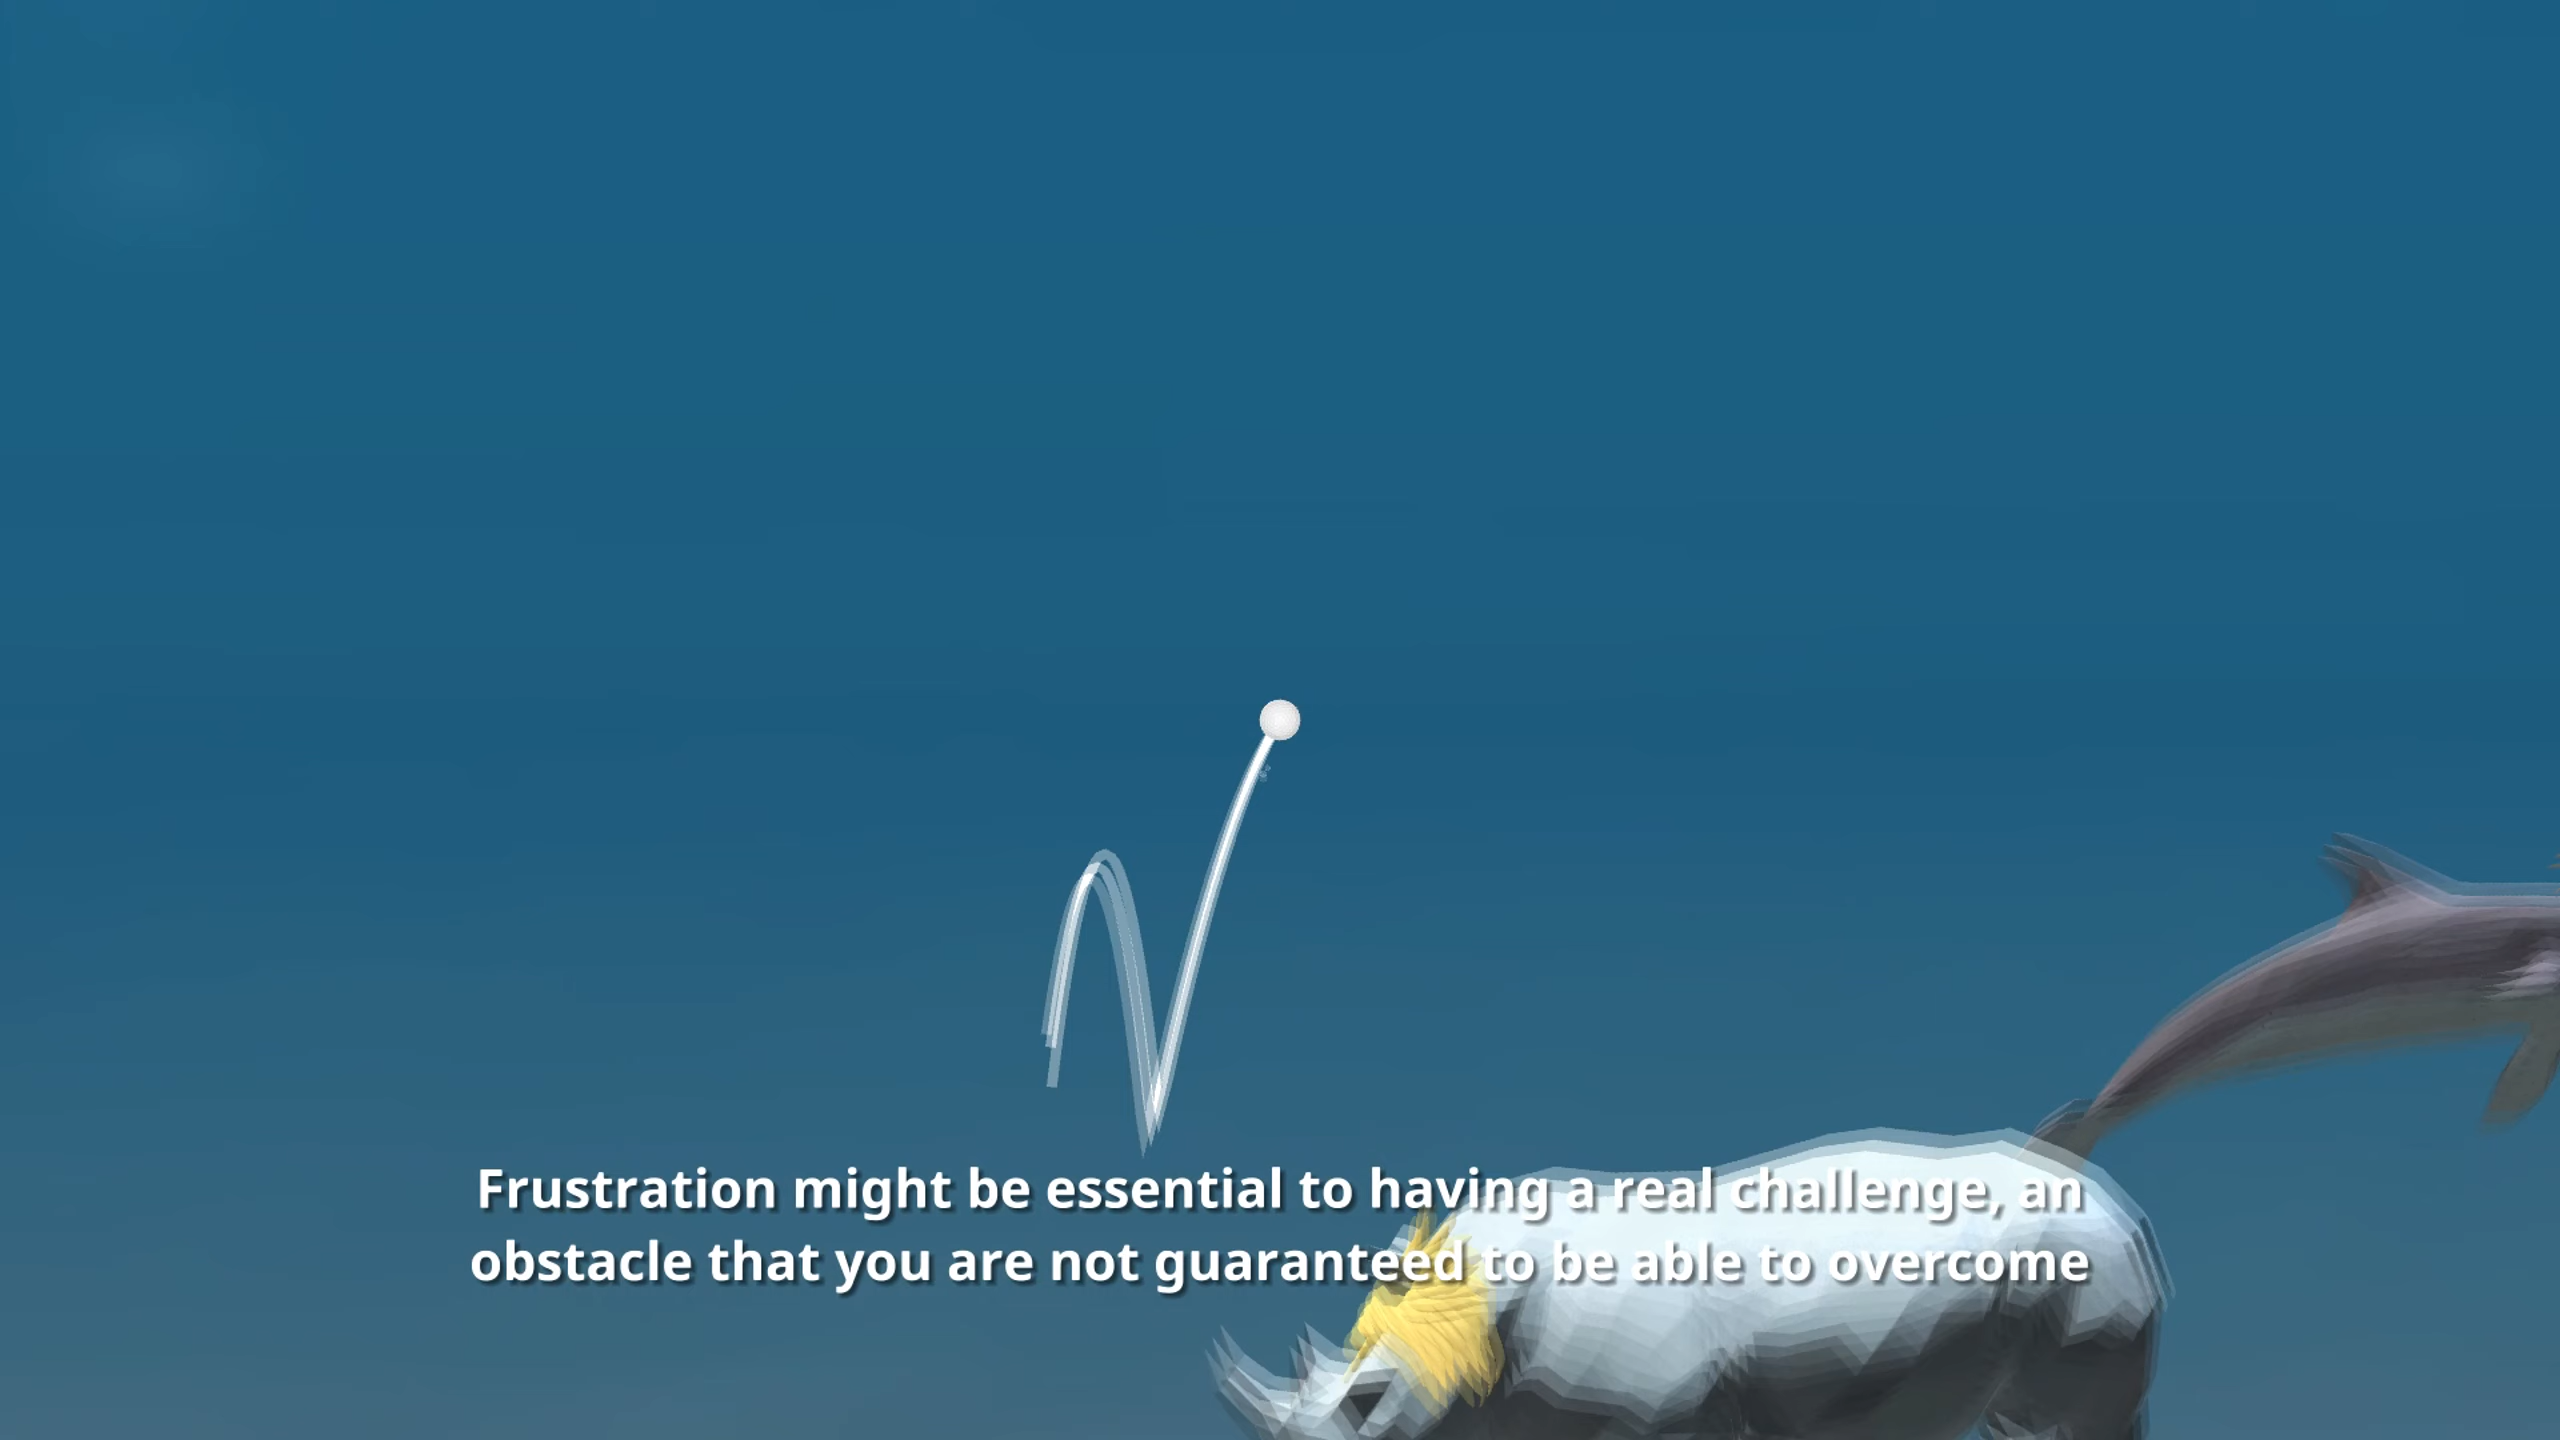 Frustration might be essential to having a real challenge, an
obstacle that you are not guaranteed to be able to overcome